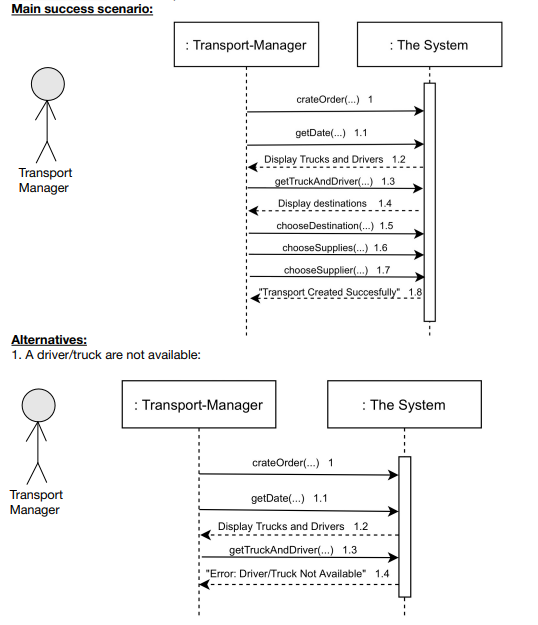 Main success scenario:
: Transport-Manager
: The System
crateOrder(...) 1
getDate(...) 1.1
Display Trucks and Drivers 1.2
getTruckAndDriver(...) 1.3
Display destinations 1.4
chooseDestination(...) 1.5
chooseSupplies(...) 1.6
chooseSupplier(...) 1.7
"Transport Created Succesfully" 1.8
Transport
Manager
Alternatives:
1. A driver/truck are not available:
: Transport-Manager
: The System
crateOrder(...) 1
getDate(...) 1.1
Display Trucks and Drivers 1.2
getTruckAndDriver(...) 1.3
"Error: Driver/Truck Not Available" 1.4
Transport
Manager